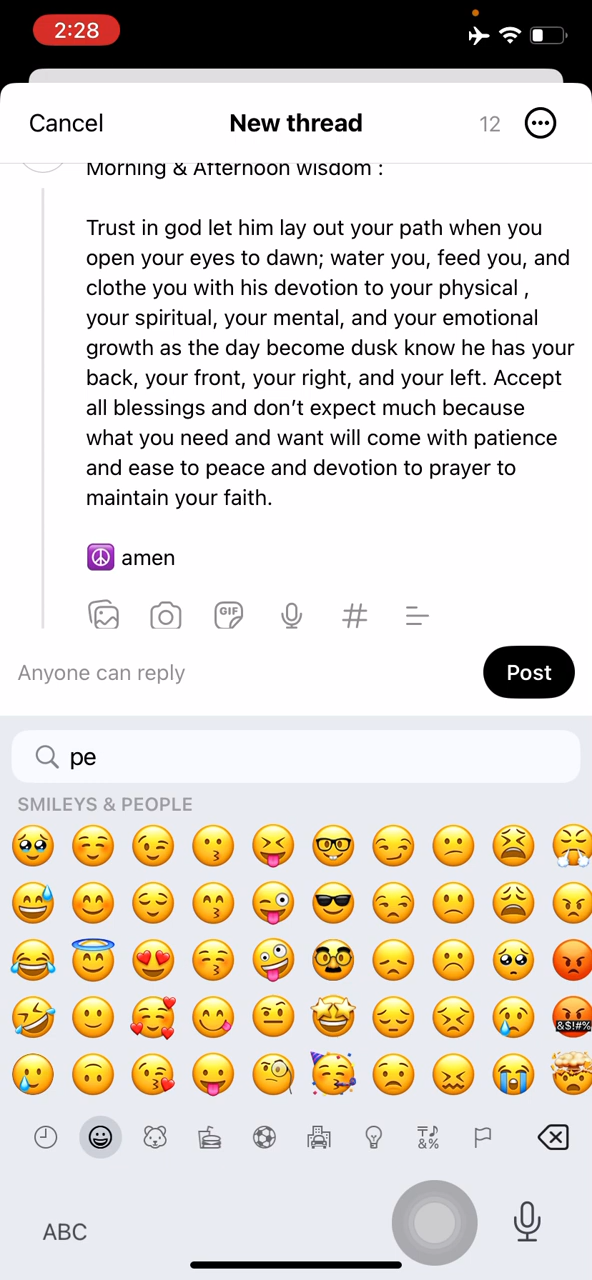 2:28
Cancel New thread 12
Morning & Afternoon wisdom :
Trust in god let him lay out your path when you
open your eyes to dawn; water you, feed you, and
clothe you with his devotion to your physical ,
your spiritual, your mental, and your emotional
growth as the day become dusk know he has your
back, your front, your right, and your left. Accept
all blessings and don’t expect much because
what you need and want will come with patience
and ease to peace and devotion to prayer to
maintain your faith.
☮️ amen
GIF #
Anyone can reply Post
pe
SMILEYS & PEOPLE
&$!#%
&%
ABC